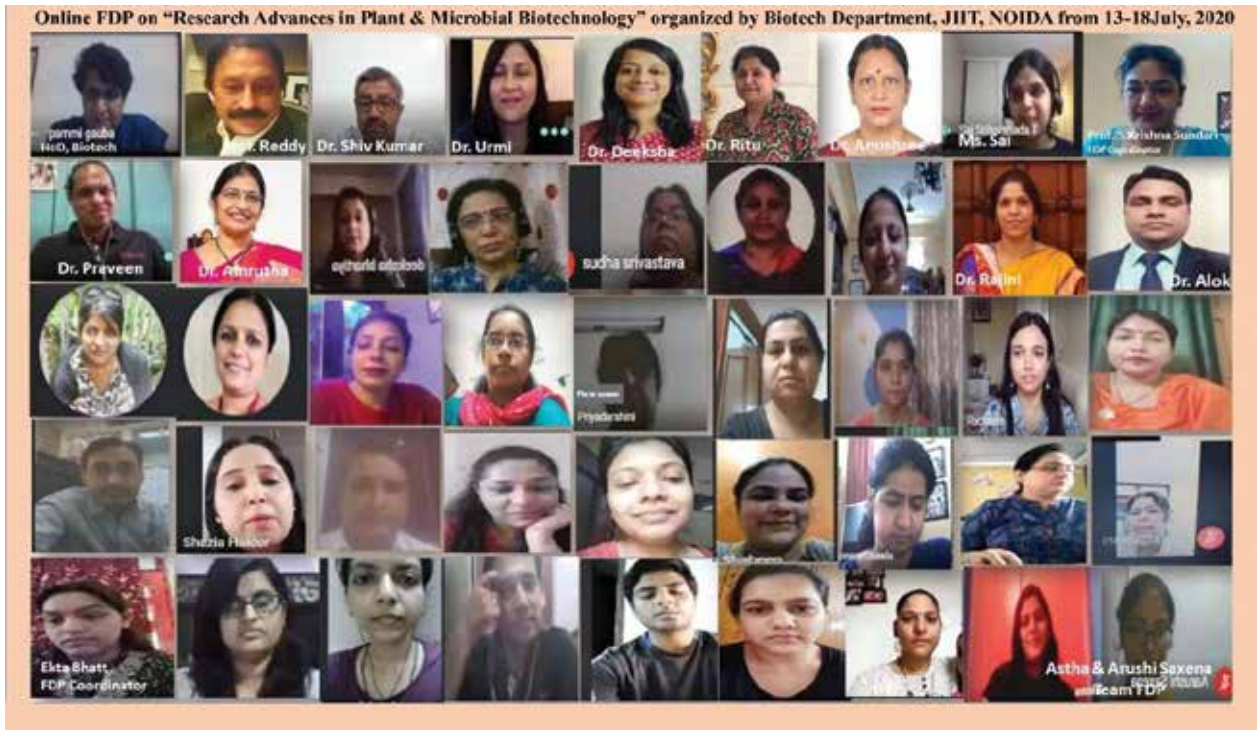 Online FDP on “Research Advances in Plant & Microbial Biotechnology” organized by Biotech Department, JIIT, NOIDA from 13-18July, 2020
pammi gauba
HoD, Biotech
Reddy
Dr. Shiv Kumar
Dr. Urmi
Dr. Deeksha
Dr. Ritu
Dr. Anushree
Ms. Sai
Prof. S Krishna Sundari
FDP Coordinator
Dr. Praveen
Dr. Amrusha
sudha srivastava
Dr. Rajini
Dr. Alok
Priyadarshini
Shazia Haider
Ekta Bhatt
FDP Coordinator
Astha & Arushi Saxena
Team FDP